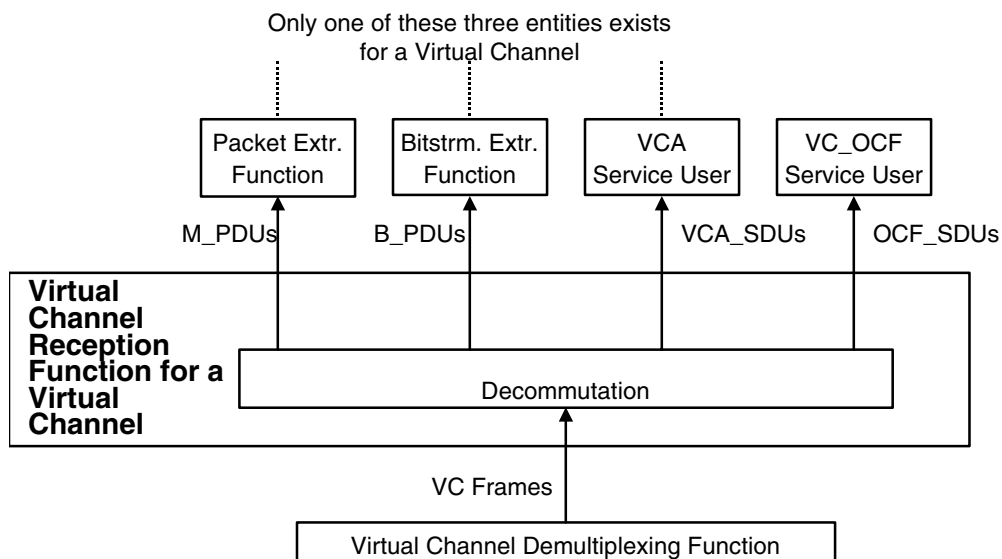 Only one of these three entities exists
for a Virtual Channel
Packet Extr.
Function
Bitstrm. Extr.
Function
VCA
Service User
VC_OCF
Service User
M_PDUs
B_PDUs
VCA_SDUs
OCF_SDUs
Virtual
Channel
Reception
Function for a
Virtual
Channel
Decommutation
VC Frames
Virtual Channel Demultiplexing Function